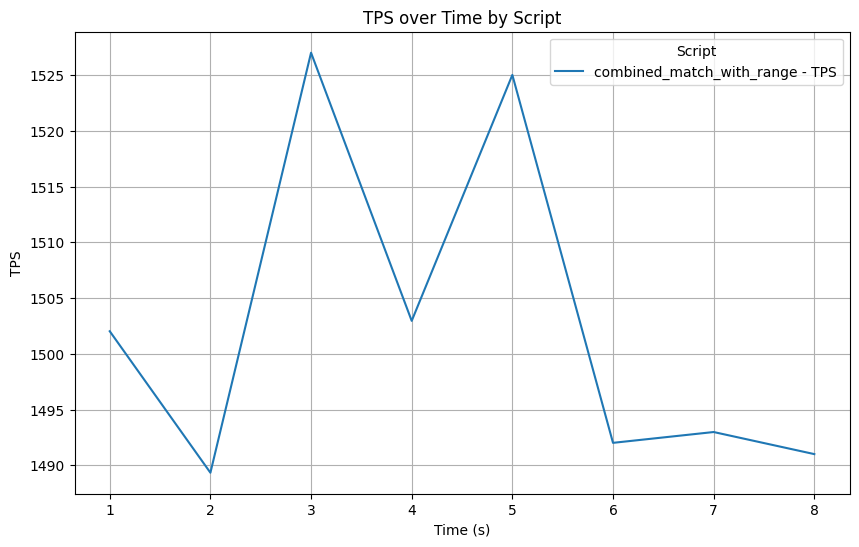 TPS over Time by Script
Script
combined_match_with_range - TPS
TPS
1525
1520
1515
1510
1505
1500
1495
1490
1 2 3 4 5 6 7 8
Time (s)